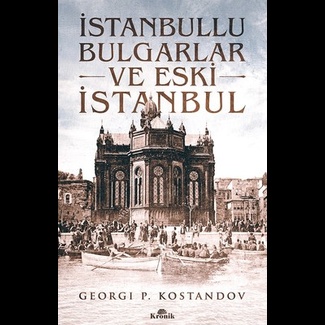 İSTANBULLU
BULGARLAR
—VE ESKİ—
İSTANBUL
GEORGI P. KOSTANDOV
Kronik